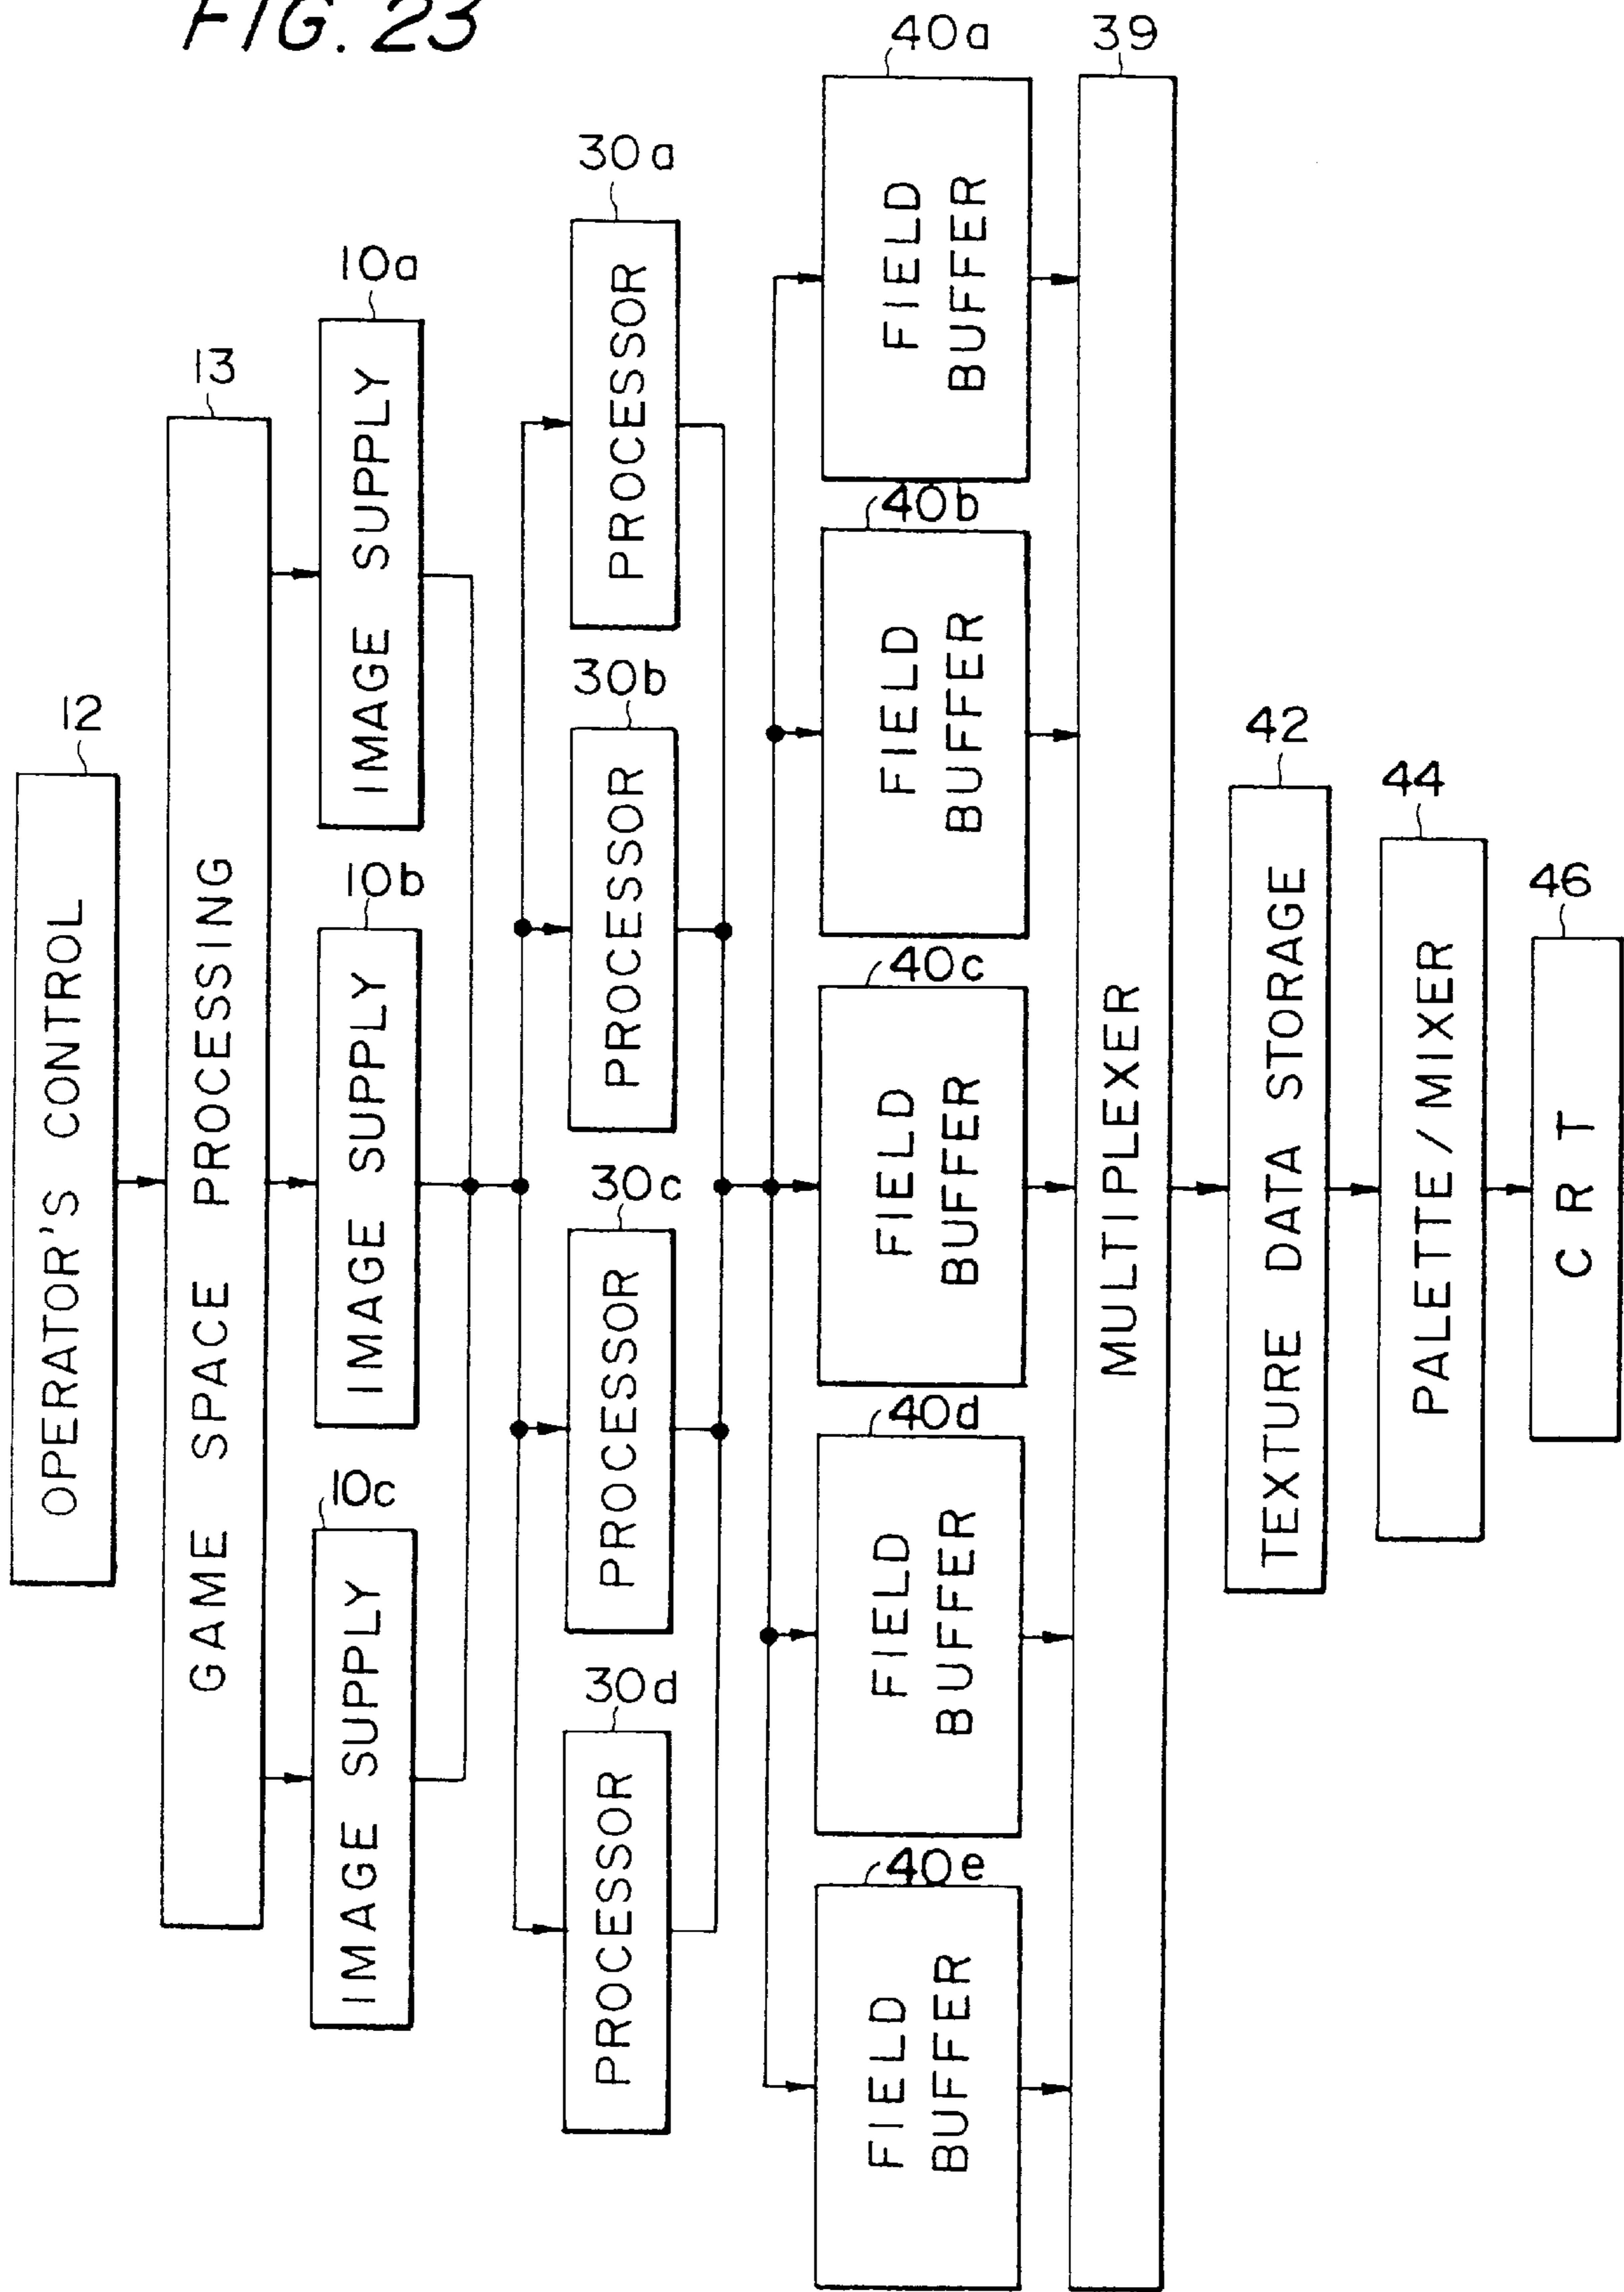 FIG. 23
12
OPERATOR'S CONTROL
13
GAME SPACE PROCESSING
10a
IMAGE SUPPLY
10b
IMAGE SUPPLY
10c
IMAGE SUPPLY
30a
PROCESSOR
30b
PROCESSOR
30c
PROCESSOR
30d
PROCESSOR
40a
FIELD
BUFFER
40b
FIELD
BUFFER
40c
FIELD
BUFFER
40d
FIELD
BUFFER
40e
FIELD
BUFFER
39
MULTIPLEXER
42
TEXTURE DATA STORAGE
44
PALETTE/MIXER
46
CRT